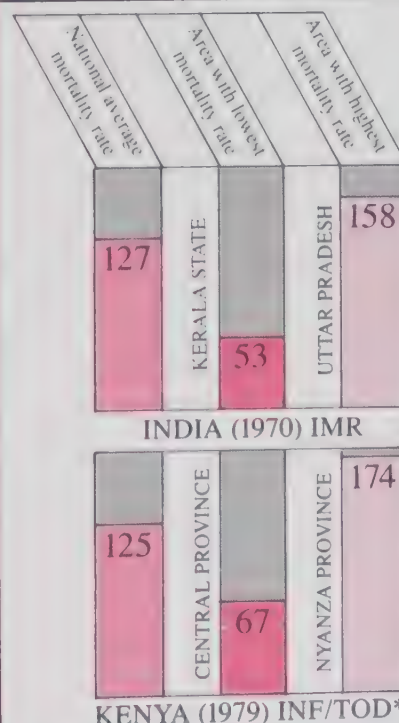 National average
mortality rate
Area with lowest
mortality rate
Area with highest
mortality rate
127
KERALA STATE
53
UTTAR PRADESH
158
INDIA (1970) IMR
125
CENTRAL PROVINCE
67
NYANZA PROVINCE
174
KENYA (1979) INF/TOD*